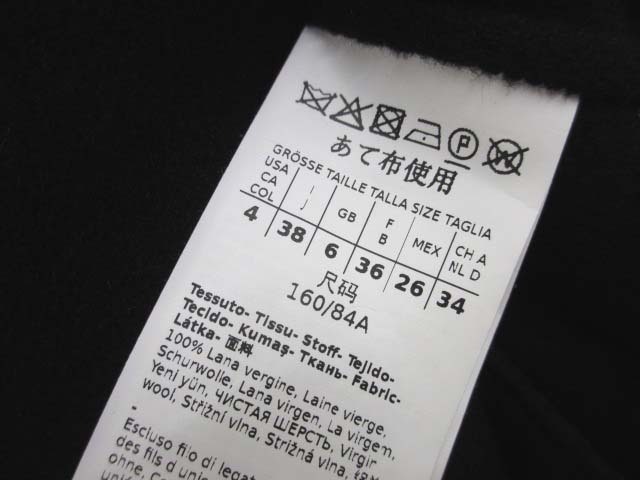 P W
あて布使用
GRÖSSE TAILLE TALLA SIZE TAGLIA
USA CA COL I J GB F B MEX CH A NL D
4 38 6 36 26 34
尺码
160/84A
Tessuto- Tissu- Stoff- Tejido-
Tecido- Kumaş- Ткань- Fabric-
Látka- 面料
100% Lana vergine, Laine vierge,
Schurwolle, Lana virgen, La virgem,
Yeni yün, ЧИСТАЯ ШЕРСТЬ, Virgin
wool, Střižní vlna, Strižná vlna,
-
Escluso filo di legat
des fils d'unio
ohne